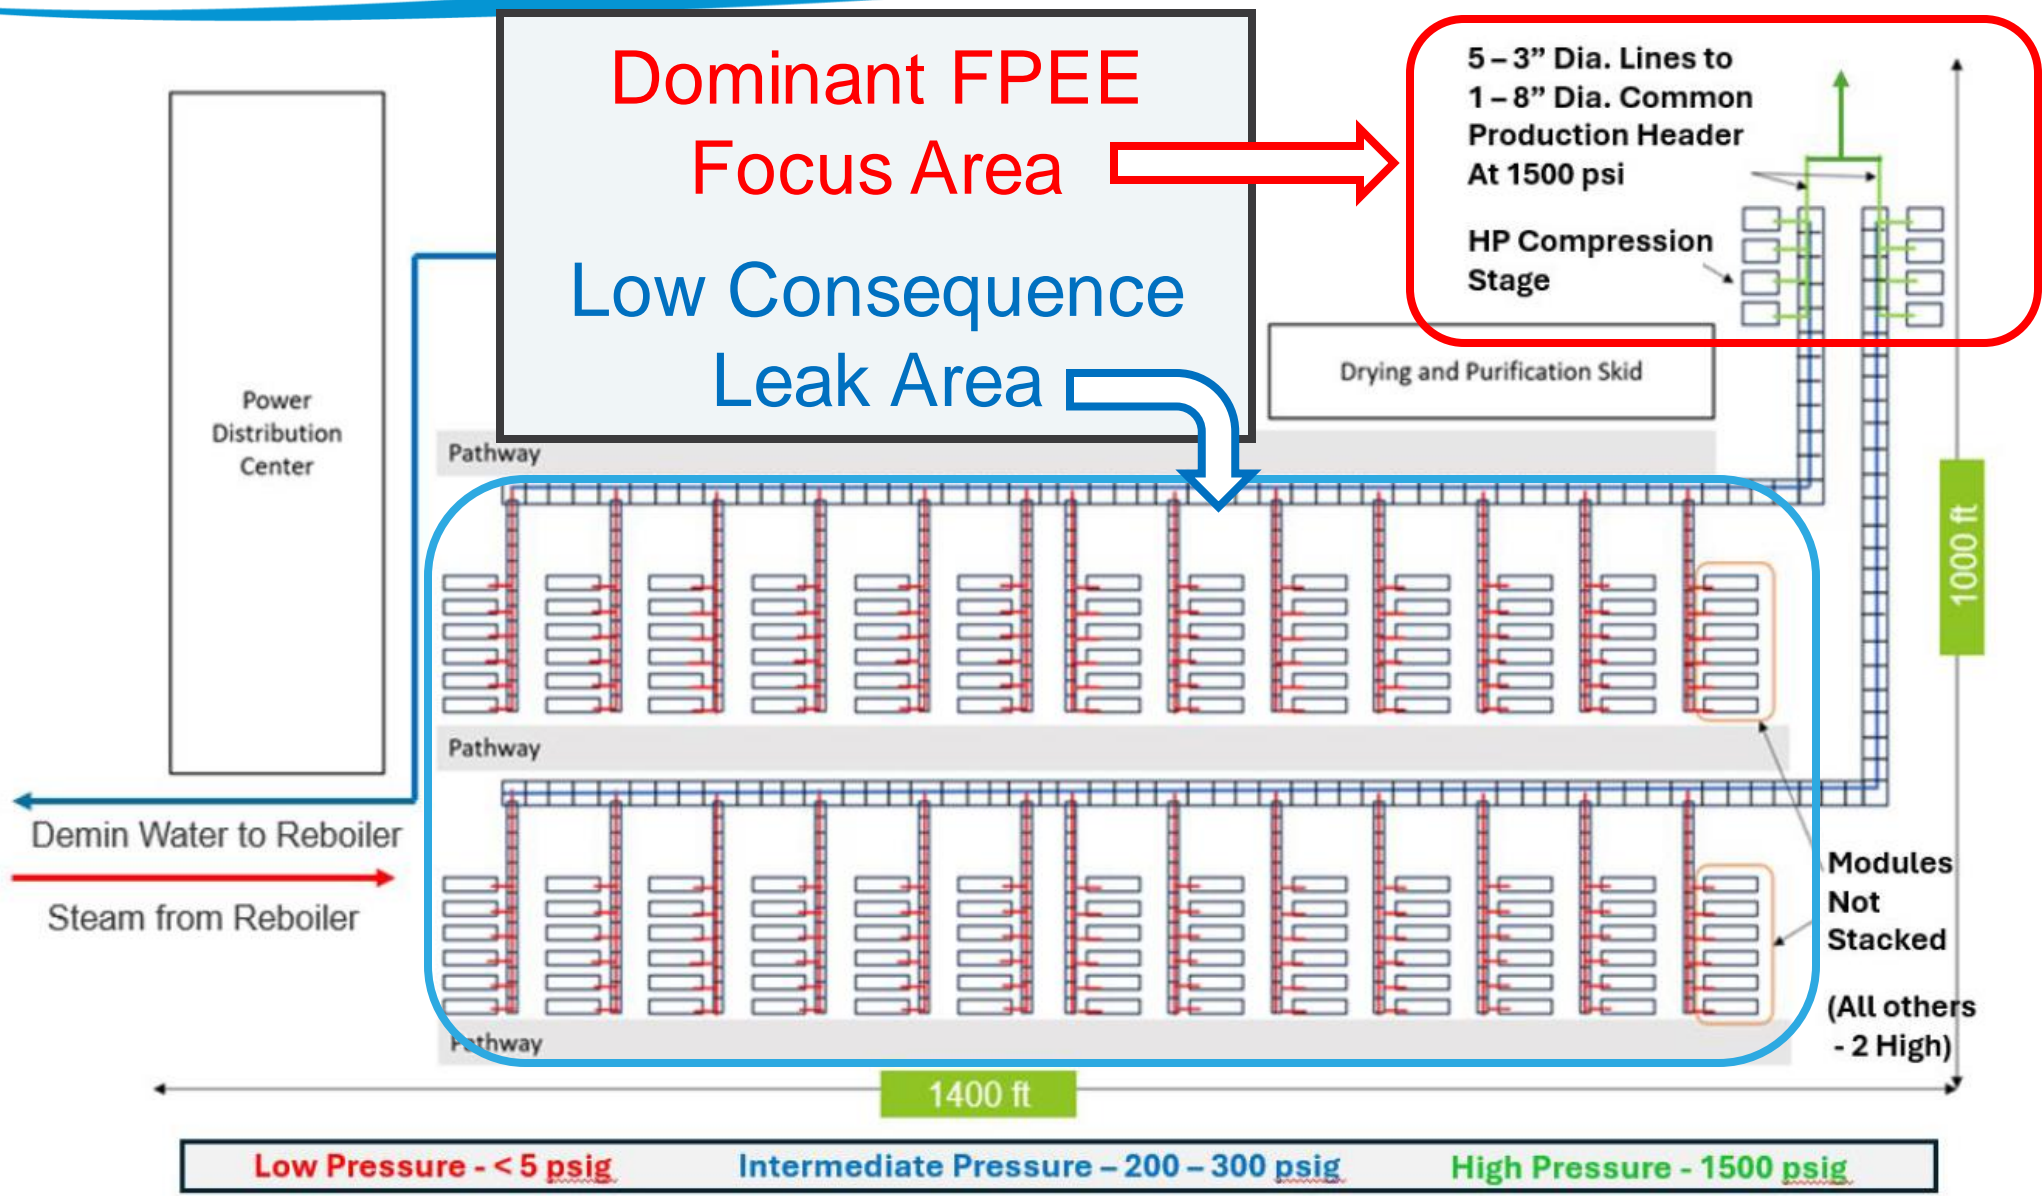 Dominant FPEE
Focus Area
Low Consequence
Leak Area
5 – 3” Dia. Lines to
1 – 8” Dia. Common
Production Header
At 1500 psi
HP Compression
Stage
Power
Distribution
Center
Drying and Purification Skid
Pathway
1000 ft
Pathway
Demin Water to Reboiler
Steam from Reboiler
Modules
Not
Stacked
(All others
- 2 High)
Pathway
1400 ft
Low Pressure - < 5 psig
Intermediate Pressure – 200 – 300 psig
High Pressure - 1500 psig